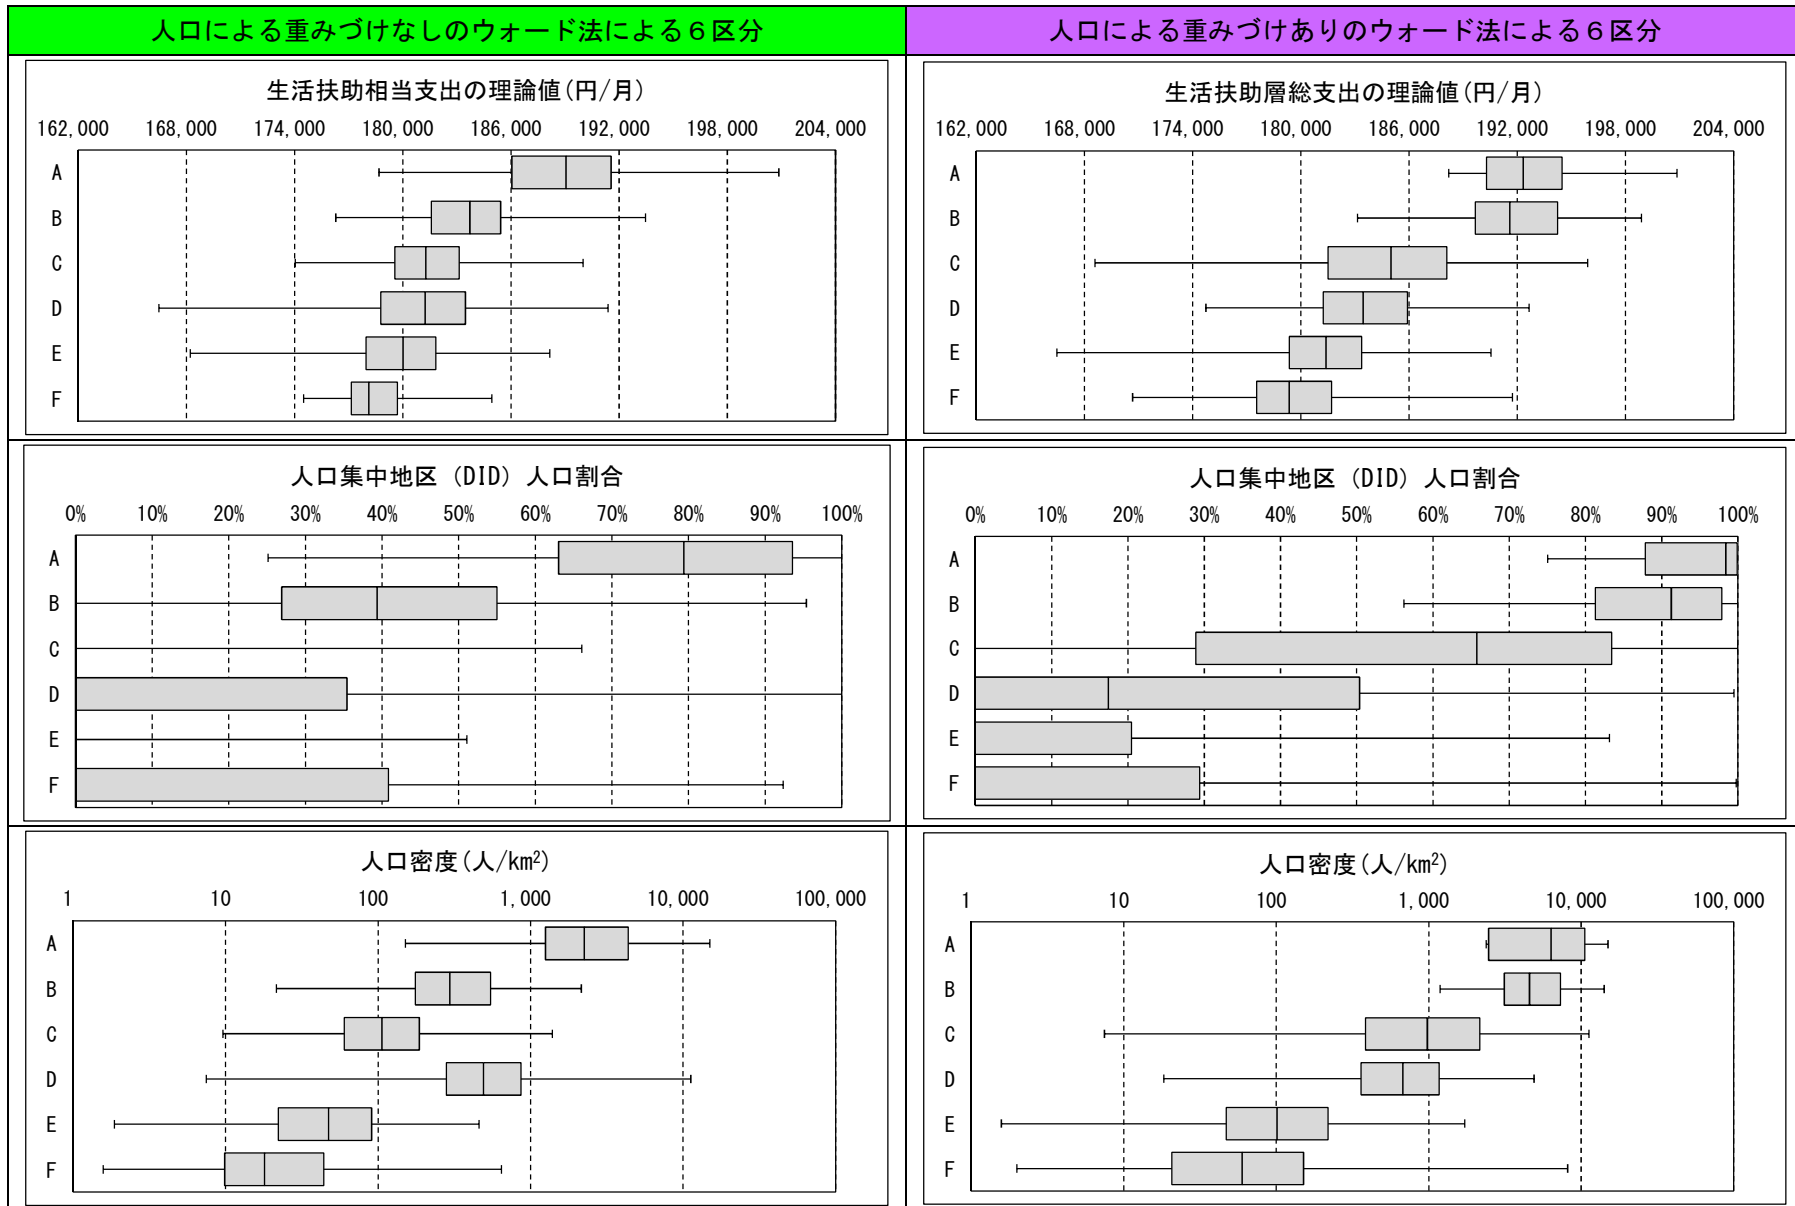 人口による重みづけなしのウォード法による６区分
人口による重みづけありのウォード法による６区分
生活扶助相当支出の理論値(円/月)
162,000 168,000 174,000 180,000 186,000 192,000 198,000 204,000
A
B
C
D
E
F
生活扶助層総支出の理論値(円/月)
162,000 168,000 174,000 180,000 186,000 192,000 198,000 204,000
A
B
C
D
E
F
人口集中地区（DID）人口割合
0% 10% 20% 30% 40% 50% 60% 70% 80% 90% 100%
A
B
C
D
E
F
人口集中地区（DID）人口割合
0% 10% 20% 30% 40% 50% 60% 70% 80% 90% 100%
A
B
C
D
E
F
人口密度(人/km²)
1 10 100 1,000 10,000 100,000
A
B
C
D
E
F
人口密度(人/km²)
1 10 100 1,000 10,000 100,000
A
B
C
D
E
F